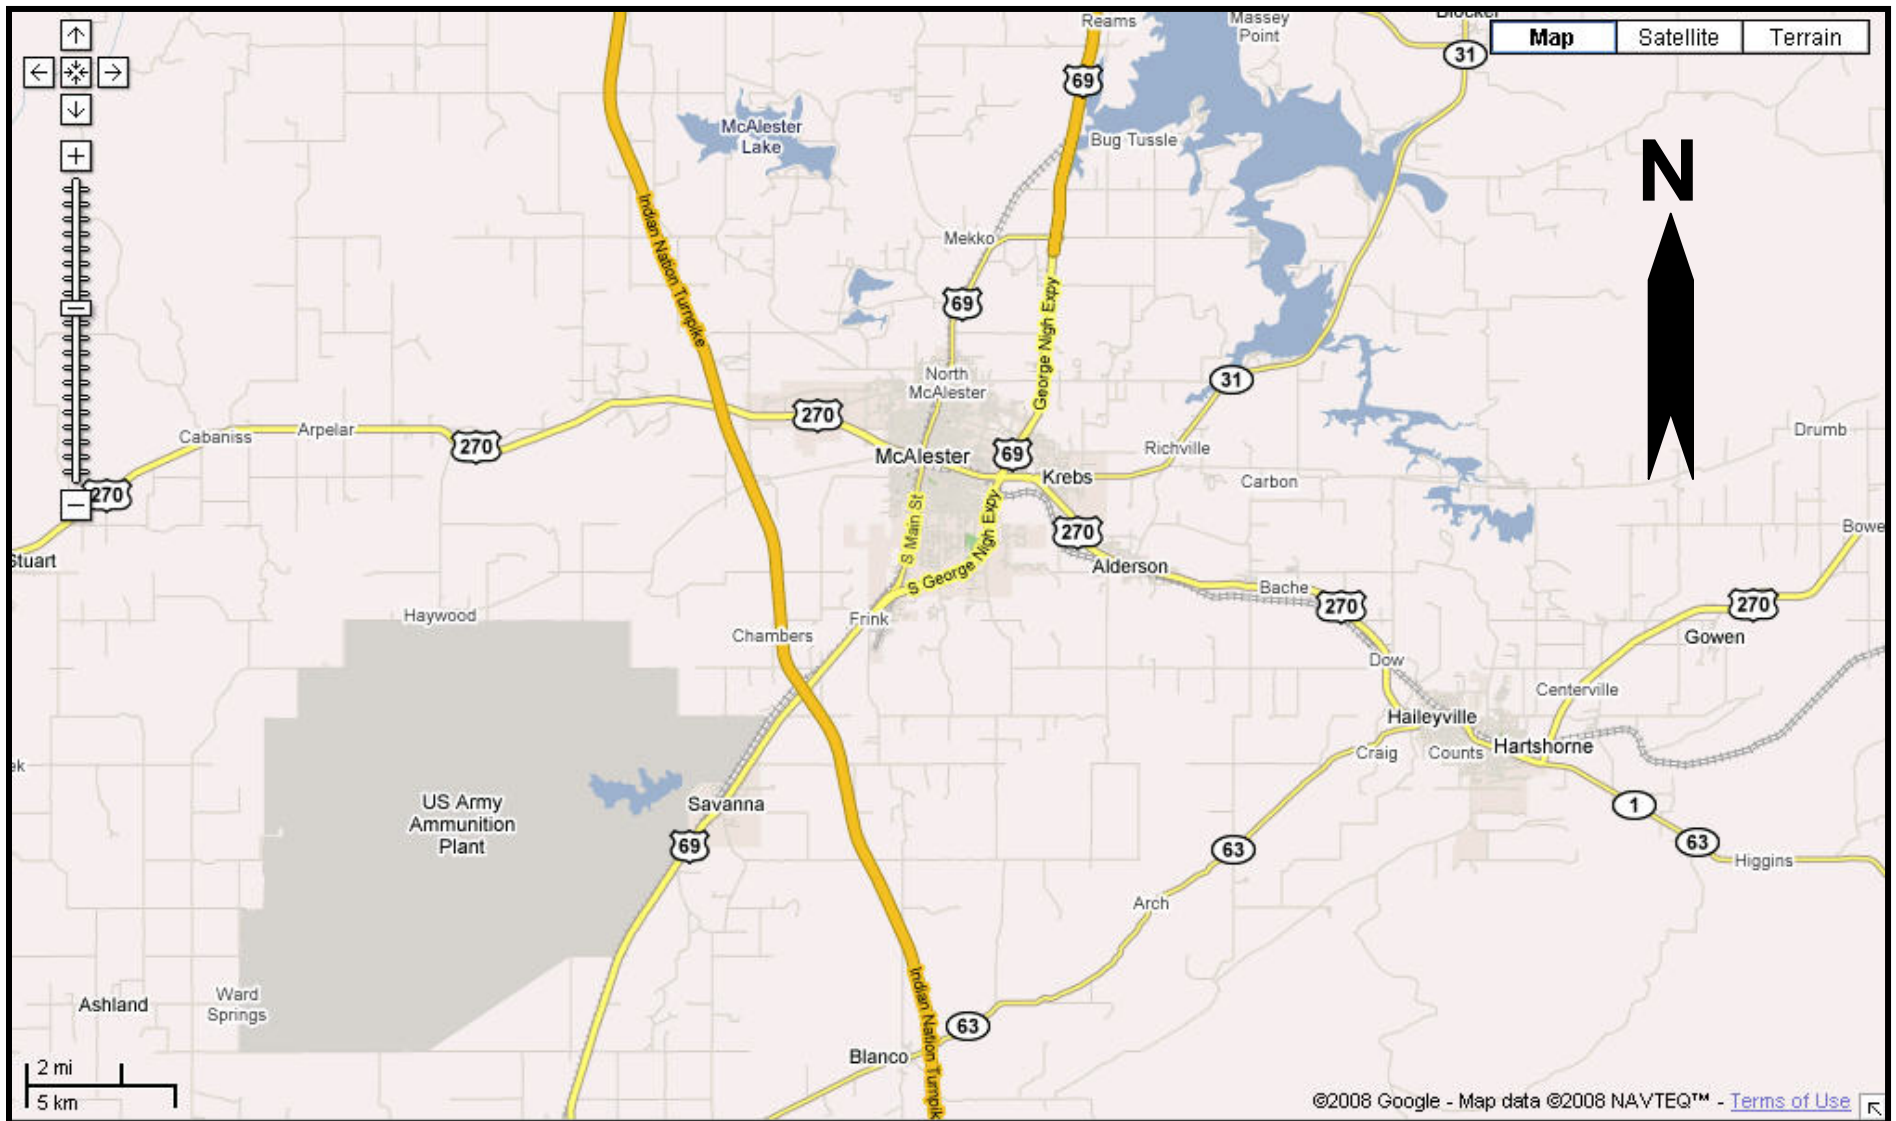 Reams
Massey
Point
Blocker
31
Map
Satellite
Terrain
69
McAlester
Lake
Bug Tussle
N
Indian Nation Turnpike
Mekko
69
George Nigh Expy
North
McAlester
31
270
Cabaniss
Arpelar
270
Drumb
McAlester
69
Richville
Krebs
Carbon
270
S Main St
S George Nigh Expy
270
Bowe
Stuart
Alderson
Bache
270
270
Haywood
Frink
Chambers
Gowen
Dow
Centerville
Haileyville
Craig
Counts
Hartshorne
ek
US Army
Ammunition
Plant
Savanna
1
69
63
63
Higgins
Arch
Ashland
Ward
Springs
Indian Nation Turnpik
63
Blanco
2 mi
5 km
©2008 Google - Map data ©2008 NAVTEQ™ - Terms of Use